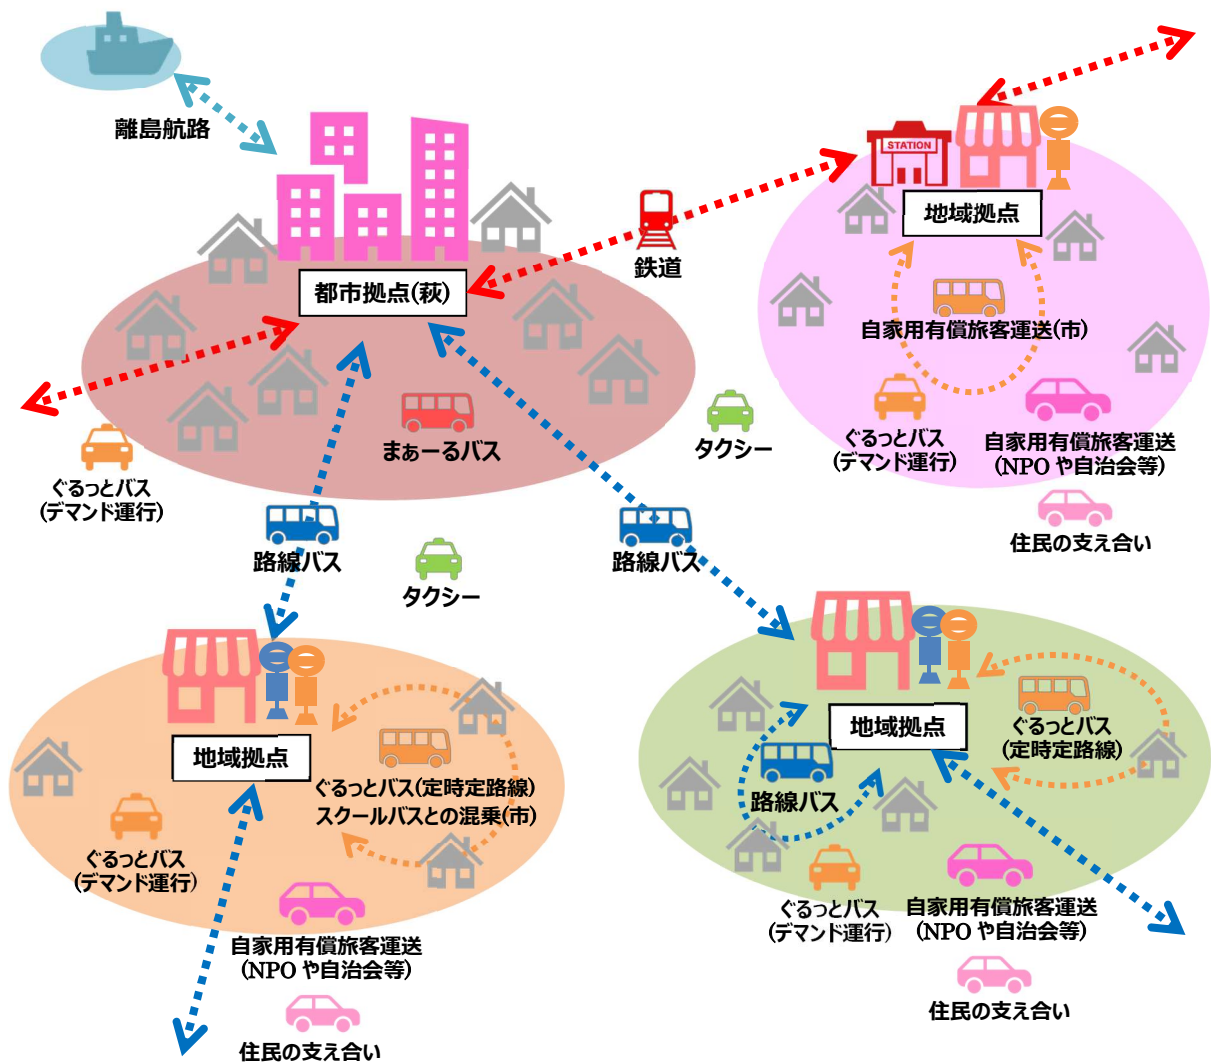 離島航路
STATION
地域拠点
鉄道
都市拠点(萩)
自家用有償旅客運送(市)
まぁーるバス
タクシー
ぐるっとバス
(デマンド運行)
自家用有償旅客運送
(NPOや自治会等)
ぐるっとバス
(デマンド運行)
住民の支え合い
路線バス
路線バス
タクシー
地域拠点
ぐるっとバス
(定時定路線)
地域拠点
ぐるっとバス(定時定路線)
スクールバスとの混乗(市)
路線バス
ぐるっとバス
(デマンド運行)
ぐるっとバス
(デマンド運行)
自家用有償旅客運送
(NPOや自治会等)
自家用有償旅客運送
(NPOや自治会等)
住民の支え合い
住民の支え合い